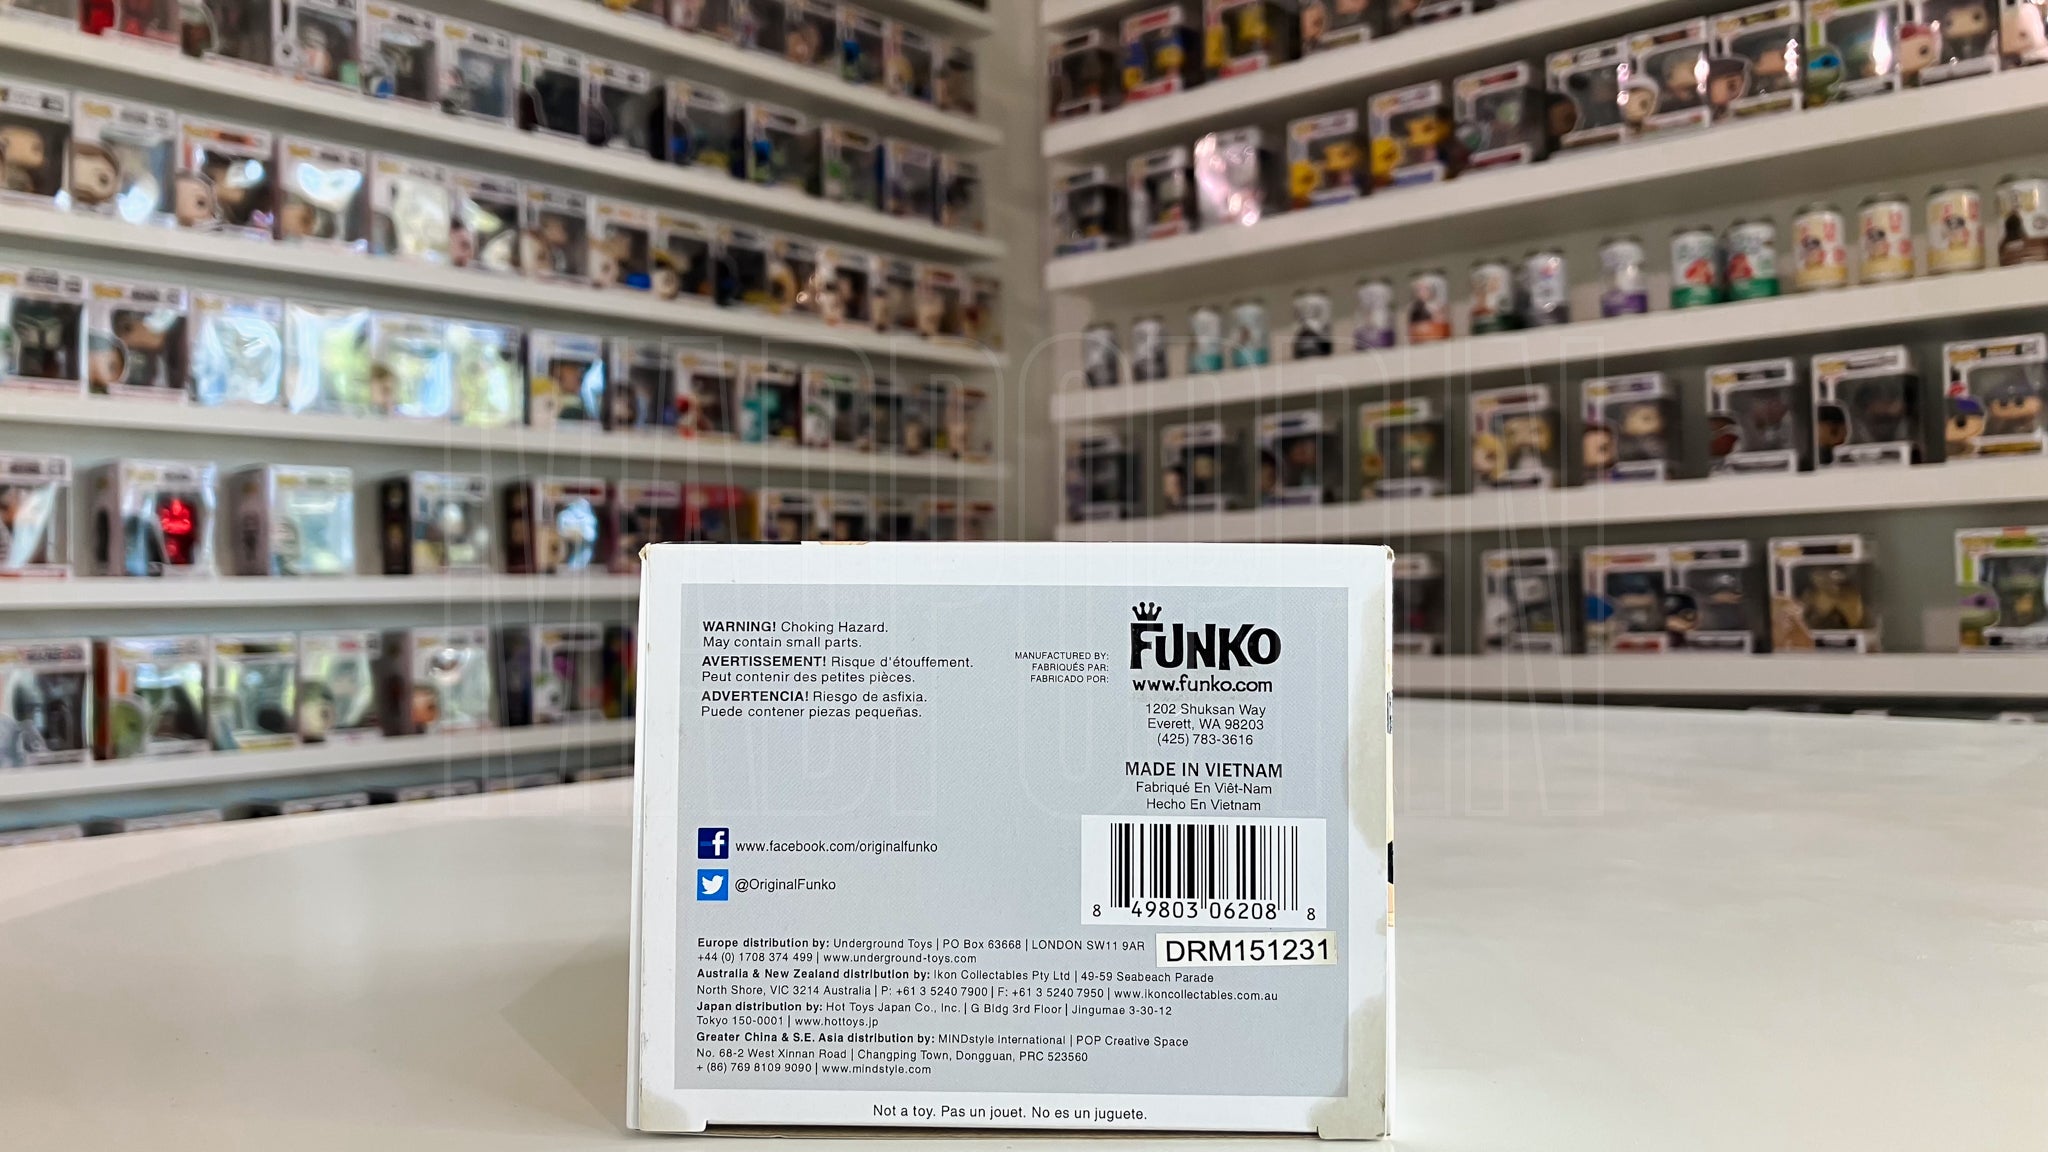 WARNING! Choking Hazard.
May contain small parts.
AVERTISSEMENT! Risque d'étouffement.
Peut contenir des petites pièces.
ADVERTENCIA! Riesgo de asfixia.
Puede contener piezas pequeñas.
MANUFACTURED BY:
FABRIQUÉS PAR:
FABRICADO POR:
FUNKO
www.funko.com
1202 Shuksan Way
Everett, WA 98203
(425) 783-3616
MADE IN VIETNAM
Fabriqué En Viêt-Nam
Hecho En Vietnam
f www.facebook.com/originalfunko
@OriginalFunko
8 49803 06208 8
DRM151231
Europe distribution by: Underground Toys | PO Box 63668 | LONDON SW11 9AR
+44 (0) 1708 374 499 | www.underground-toys.com
Australia & New Zealand distribution by: Ikon Collectables Pty Ltd | 49-59 Seabeach Parade
North Shore, VIC 3214 Australia | P: +61 3 5240 7900 | F: +61 3 5240 7950 | www.ikoncollectables.com.au
Japan distribution by: Hot Toys Japan Co., Inc. | G Bldg 3rd Floor | Jingumae 3-30-12
Tokyo 150-0001 | www.hottoys.jp
Greater China & S.E. Asia distribution by: MINDstyle International | POP Creative Space
No. 68-2 West Xinnan Road | Changping Town, Dongguan, PRC 523560
+ (86) 769 8109 9090 | www.mindstyle.com
Not a toy. Pas un jouet. No es un juguete.
MADPOPPIN